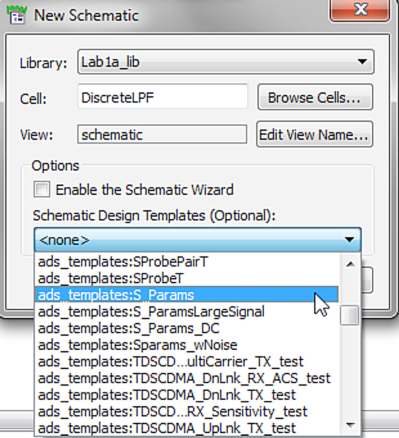 New Schematic
Library: Lab1a_lib
Cell: DiscreteLPF Browse Cells...
View: schematic Edit View Name...
Options
Enable the Schematic Wizard
Schematic Design Templates (Optional):
<none>
ads_templates:SProbePairT
ads_templates:SProbeT
ads_templates:S_Params
ads_templates:S_ParamsLargeSignal
ads_templates:S_Params_DC
ads_templates:Sparams_wNoise
ads_templates:TDSCD...ultiCarrier_TX_test
ads_templates:TDSCDMA_DnLnk_RX_ACS_test
ads_templates:TDSCDMA_DnLnk_TX_test
ads_templates:TDSCD...RX_Sensitivity_test
ads_templates:TDSCDMA_UpLnk_TX_test